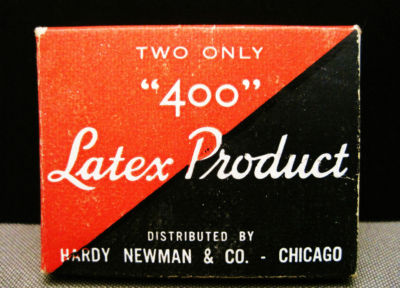 TWO ONLY
"400"
Latex Product
DISTRIBUTED BY
HARDY NEWMAN & CO. - CHICAGO